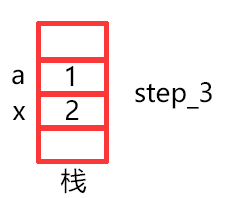 a 1
step_3
x 2
栈